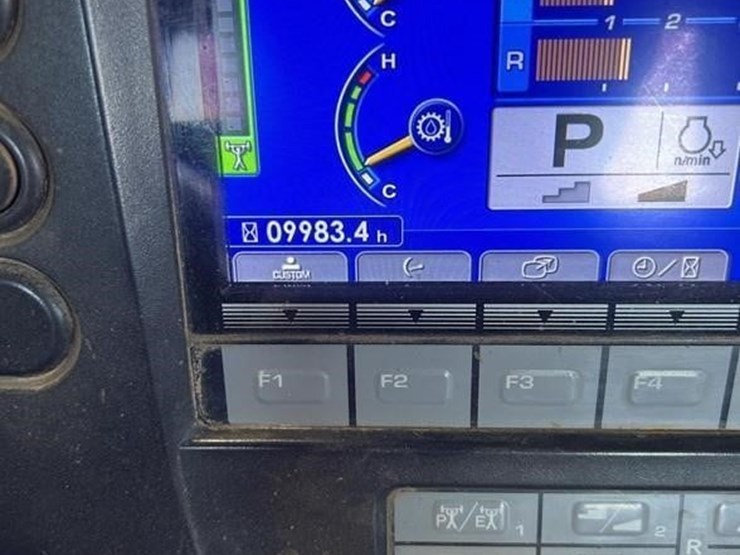 C
1 2
H
R
P
n/min
C
09983.4 h
CUSTOM
F1 F2 F3 F4
P / E 1 2
R